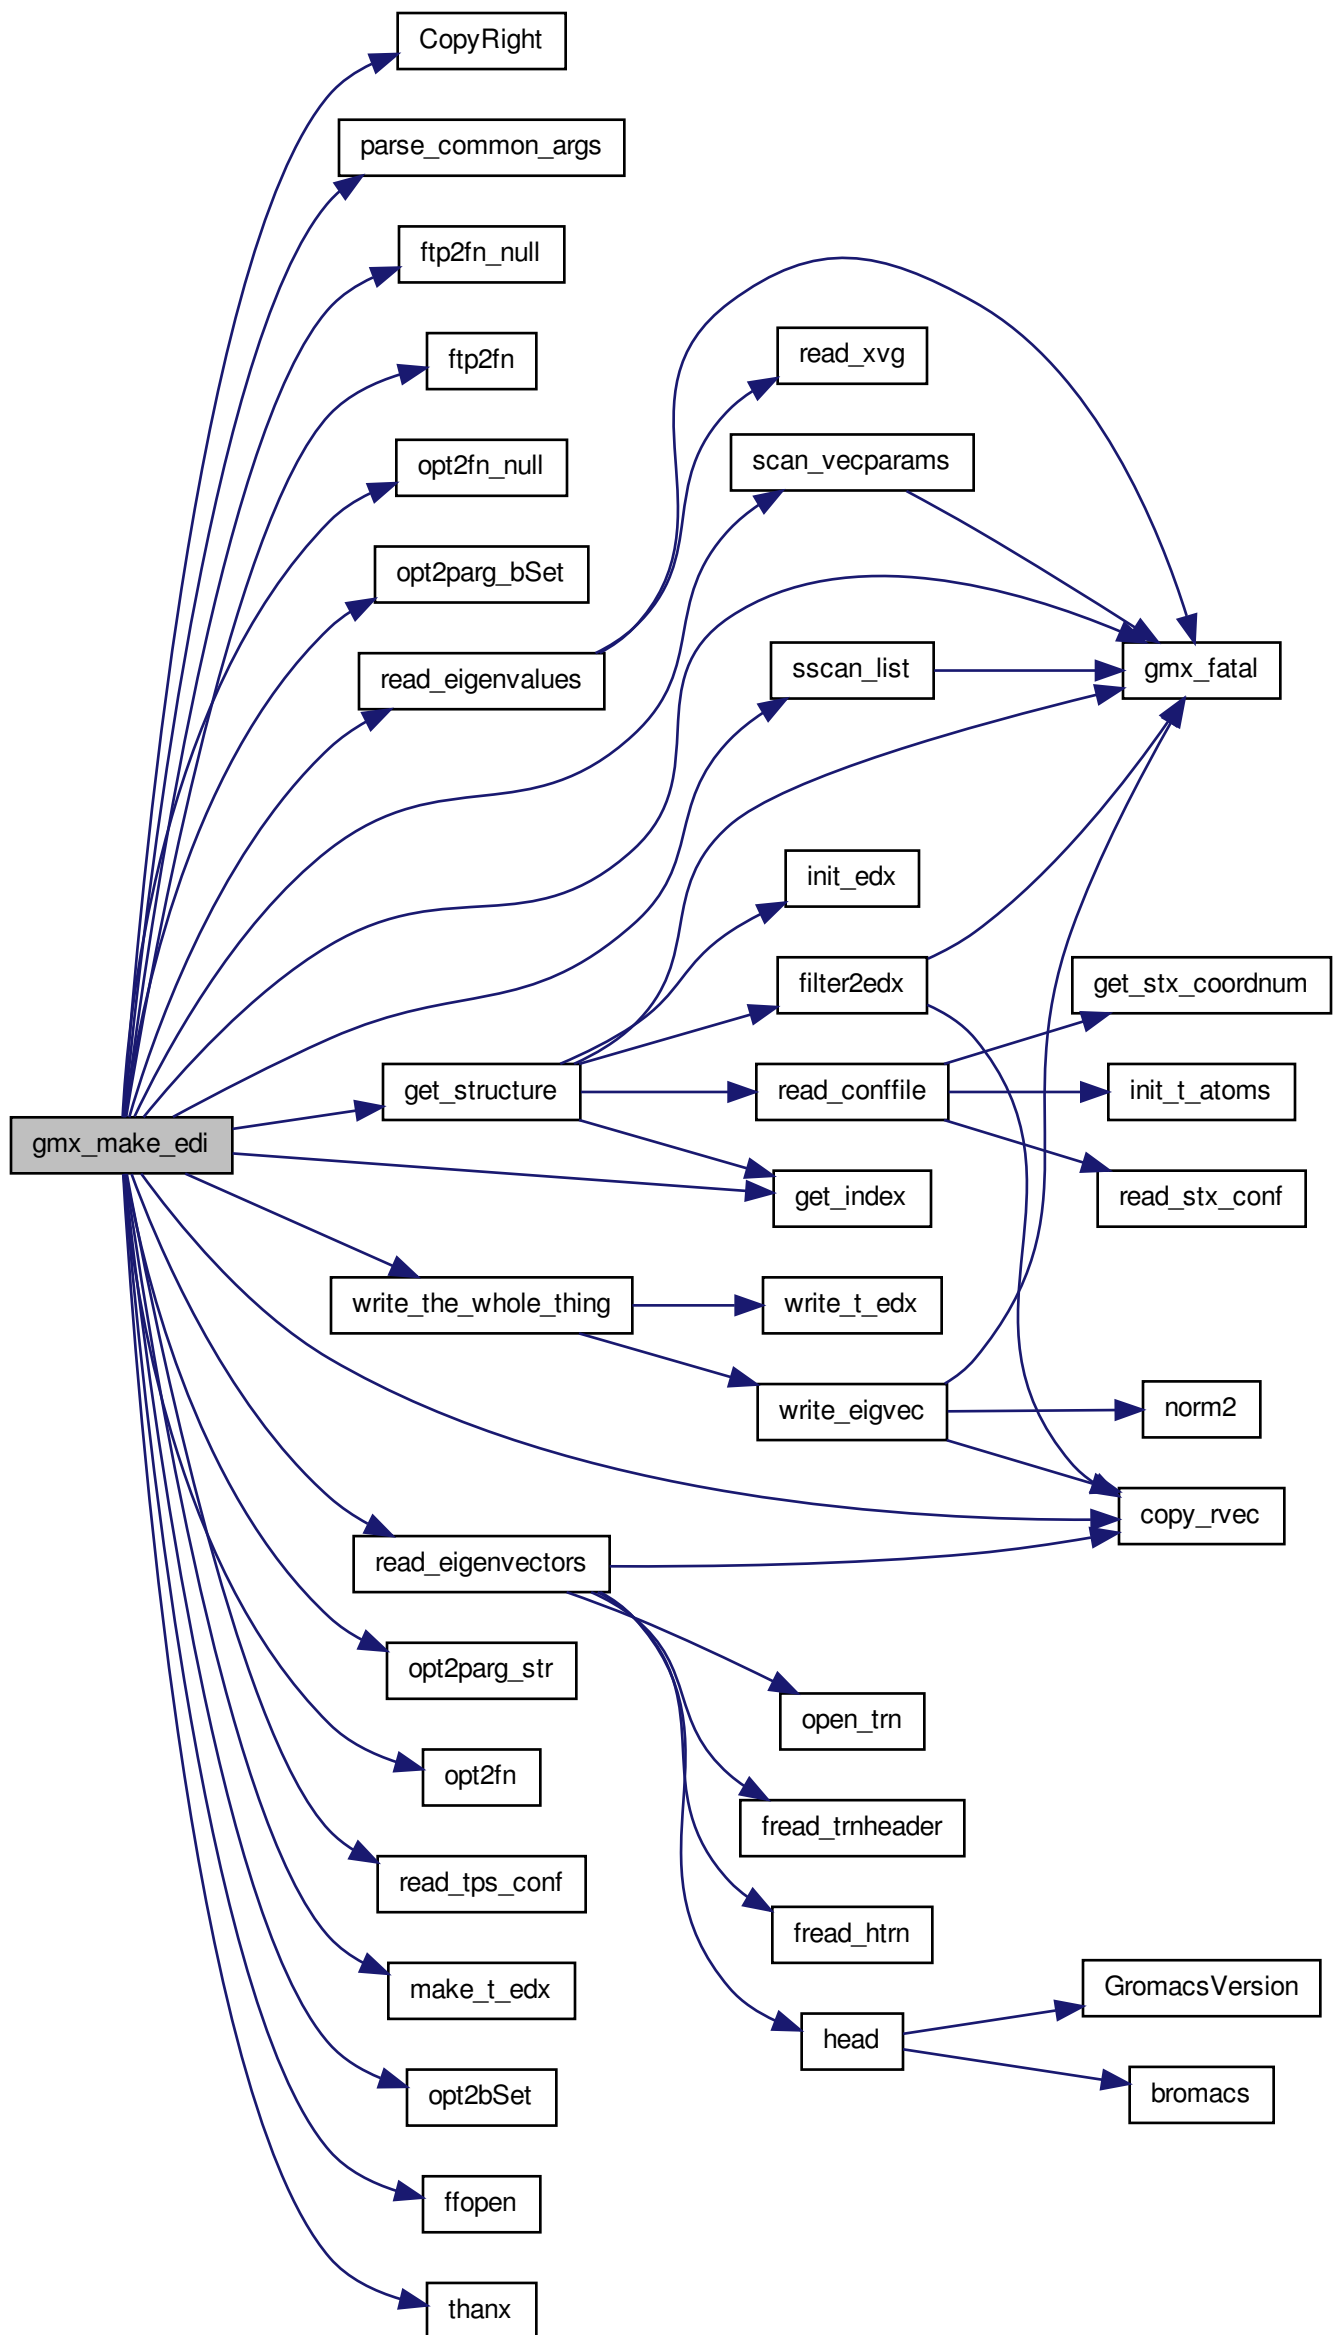 CopyRight
parse_common_args
ftp2fn_null
ftp2fn
read_xvg
opt2fn_null
scan_vecparams
opt2parg_bSet
read_eigenvalues
sscan_list
gmx_fatal
init_edx
filter2edx
get_stx_coordnum
get_structure
read_conffile
init_t_atoms
gmx_make_edi
get_index
read_stx_conf
write_the_whole_thing
write_t_edx
write_eigvec
norm2
copy_rvec
read_eigenvectors
opt2parg_str
open_trn
opt2fn
fread_trnheader
read_tps_conf
fread_htrn
make_t_edx
GromacsVersion
head
opt2bSet
bromacs
ffopen
thanx